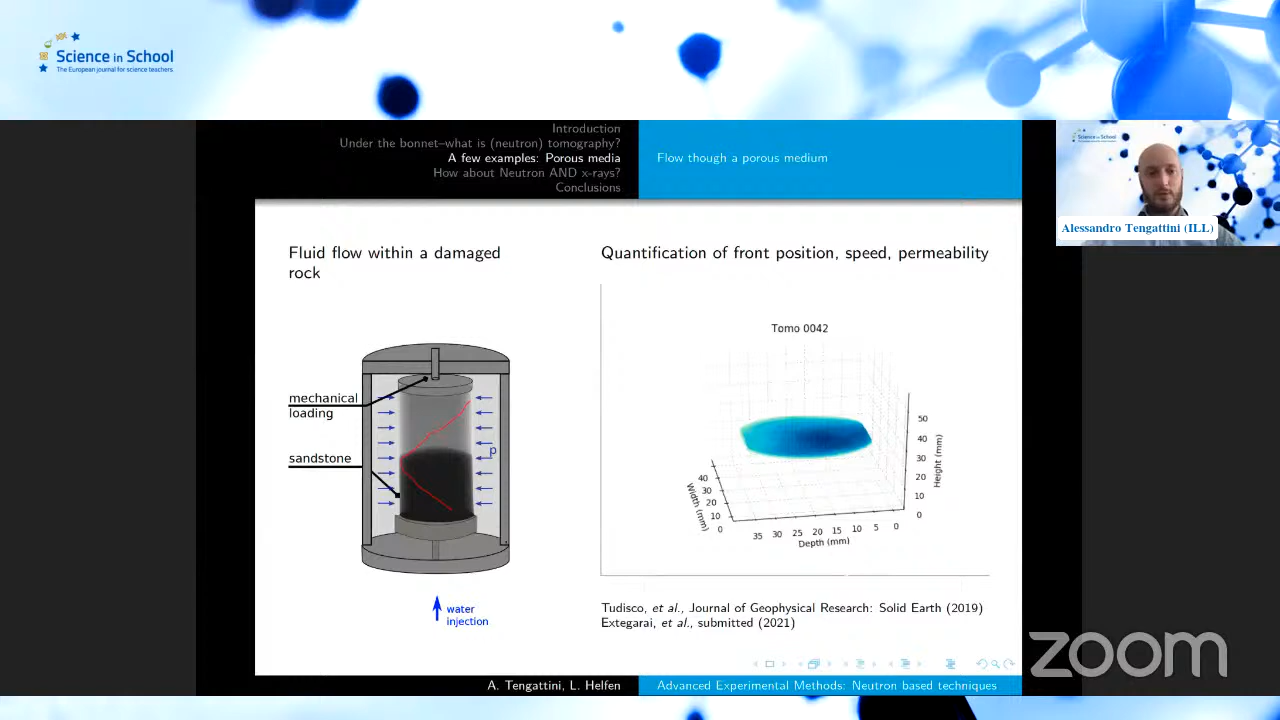 Science in School
The European journal for science teachers
Introduction
Under the bonnet–what is (neutron) tomography?
A few examples: Porous media
How about Neutron AND x-rays?
Conclusions
Flow though a porous medium
Alessandro Tengattini (ILL)
Fluid flow within a damaged
rock
mechanical
loading
sandstone
p
water
injection
Quantification of front position, speed, permeability
Tomo 0042
50
40
30
20
10
0
Height (mm)
40
30
20
10
0
Width (mm)
35 30 25 20 15 10 5 0
Depth (mm)
Tudisco, et al., Journal of Geophysical Research: Solid Earth (2019)
Extegarai, et al., submitted (2021)
A. Tengattini, L. Helfen
Advanced Experimental Methods: Neutron based techniques
zoom